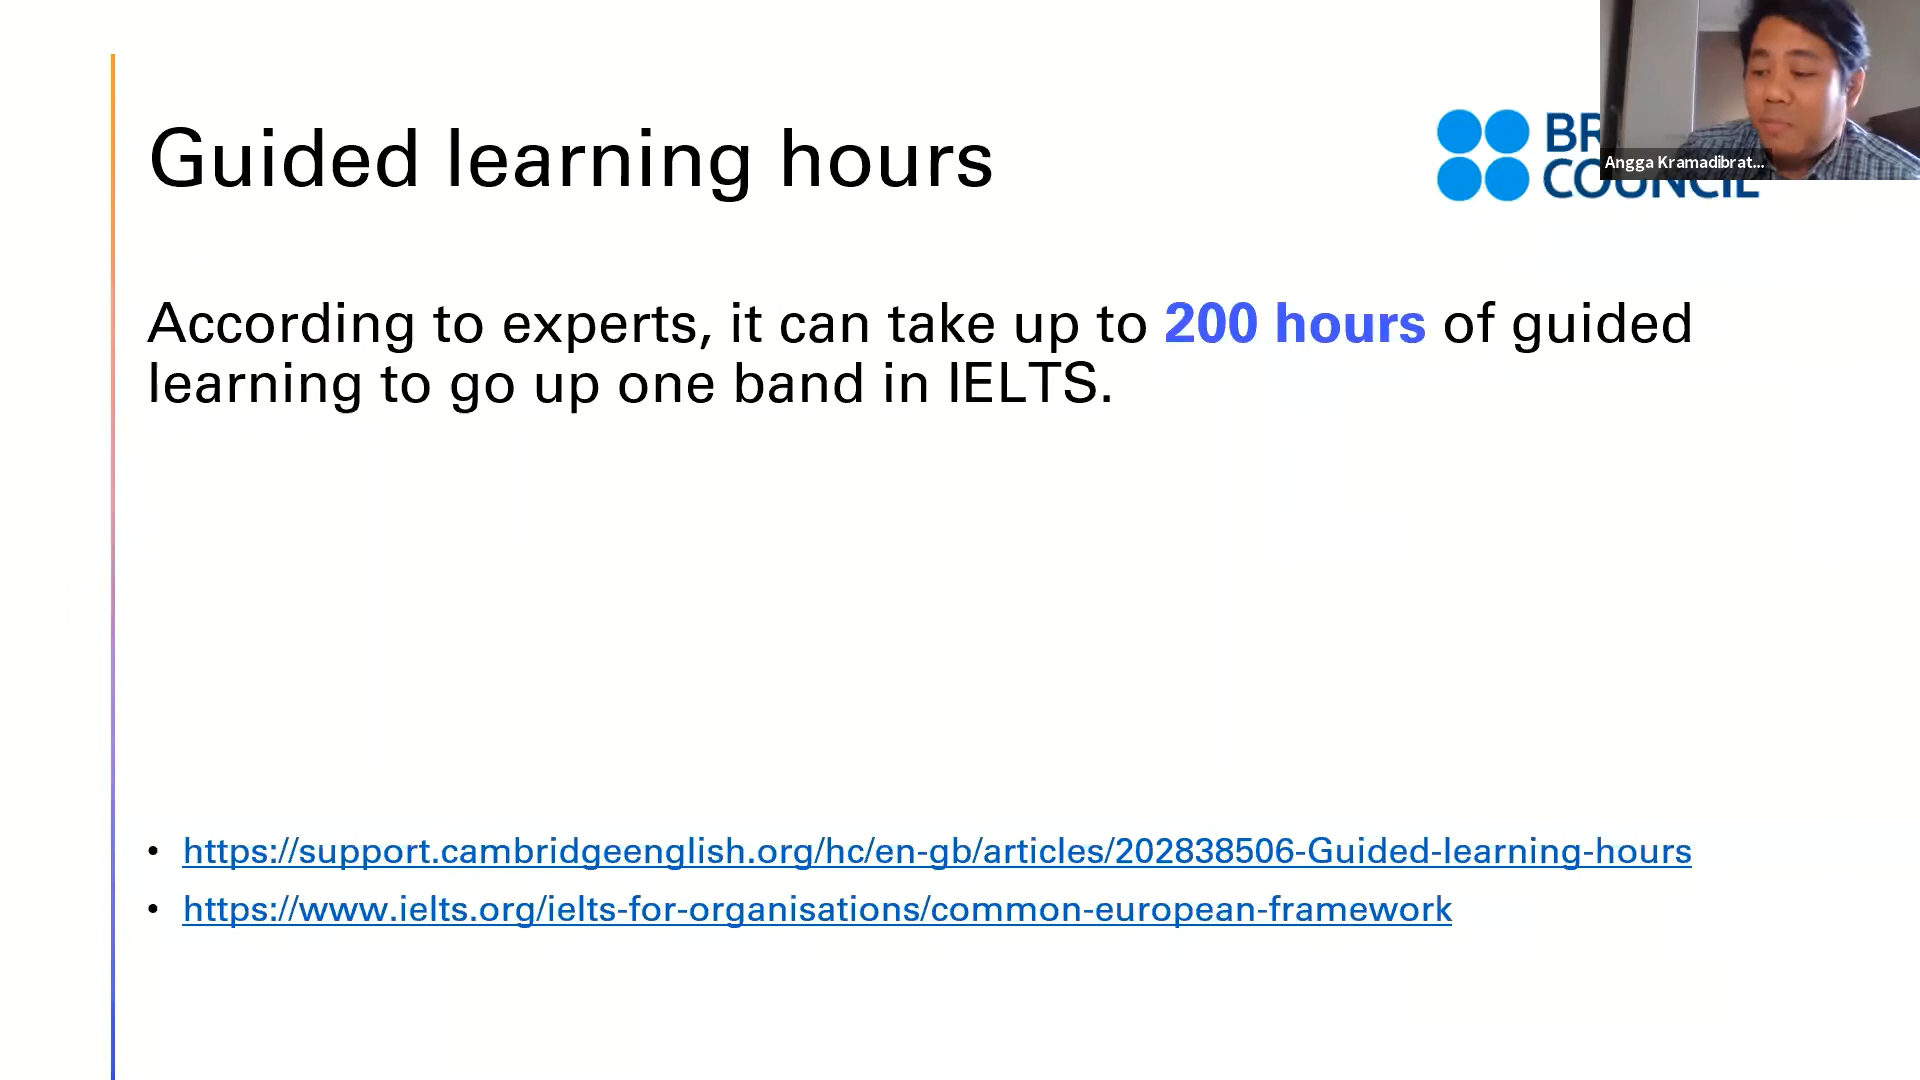 Guided learning hours
BR
COUNCIL
Angga Kramadibrat...
According to experts, it can take up to 200 hours of guided
learning to go up one band in IELTS.
• https://support.cambridgeenglish.org/hc/en-gb/articles/202838506-Guided-learning-hours
• https://www.ielts.org/ielts-for-organisations/common-european-framework